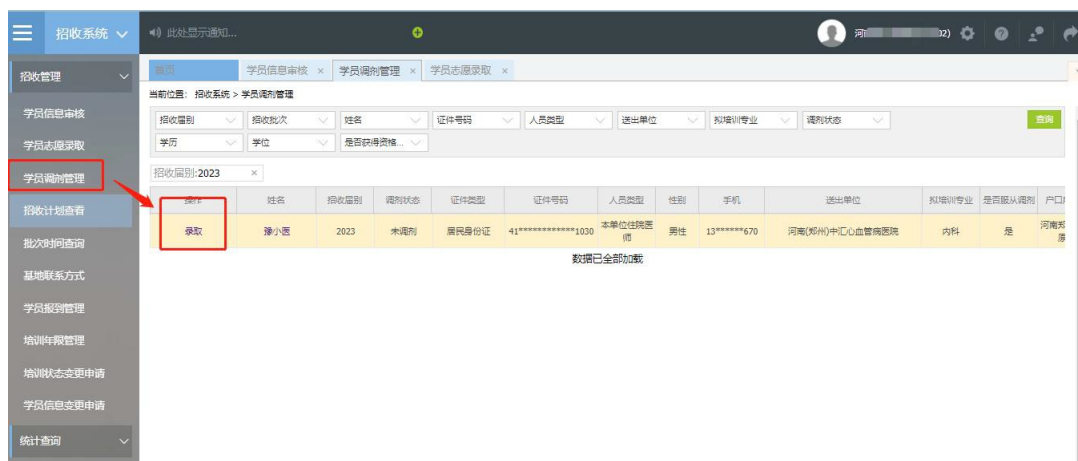 招收系统
此处显示通知...
河
02)
招收管理
学员信息审核
学员志愿录取
学员调剂管理
招收计划查看
批次时间查询
基地联系方式
学员报到管理
培训年限管理
培训状态变更申请
学员信息变更申请
统计查询
首页 学员信息审核 × 学员调剂管理 × 学员志愿录取 ×
当前位置: 招收系统 > 学员调剂管理
招收届别 招收批次 姓名 证件号码 人员类型 送出单位 拟培训专业 调剂状态 查询
学历 学位 是否获得资格...
招收届别:2023 ×
操作 姓名 招收届别 调剂状态 证件类型 证件号码 人员类型 性别 手机 送出单位 拟培训专业 是否服从调剂 户口
录取 豫小医 2023 未调剂 居民身份证 41************1030 本单位住院医师 男性 13******670 河南(郑州)中汇心血管病医院 内科 是 河南郑
数据已全部加载